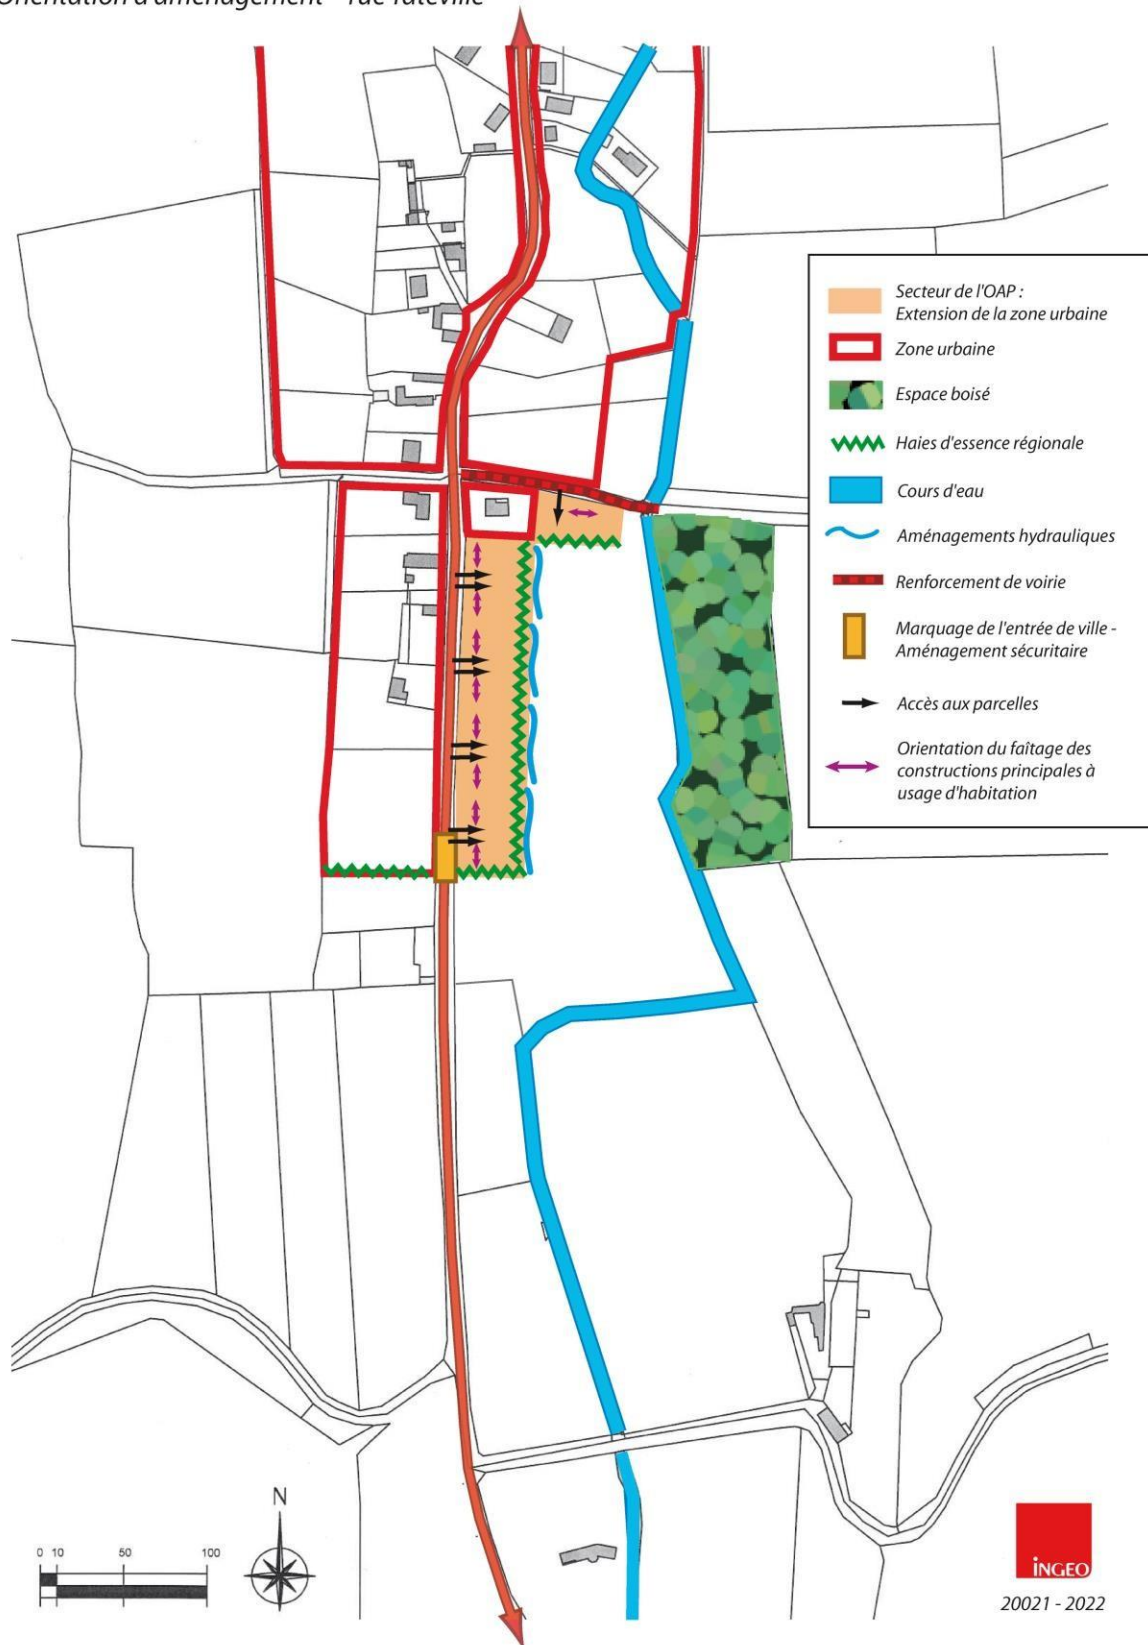 Orientation d'aménagement - rue Tuteville
Secteur de l'OAP :
Extension de la zone urbaine
Zone urbaine
Espace boisé
Haies d'essence régionale
Cours d'eau
Aménagements hydrauliques
Renforcement de voirie
Marquage de l'entrée de ville -
Aménagement sécuritaire
Accès aux parcelles
Orientation du faîtage des
constructions principales à
usage d'habitation
N
0 10 50 100
iNGEO
20021 - 2022